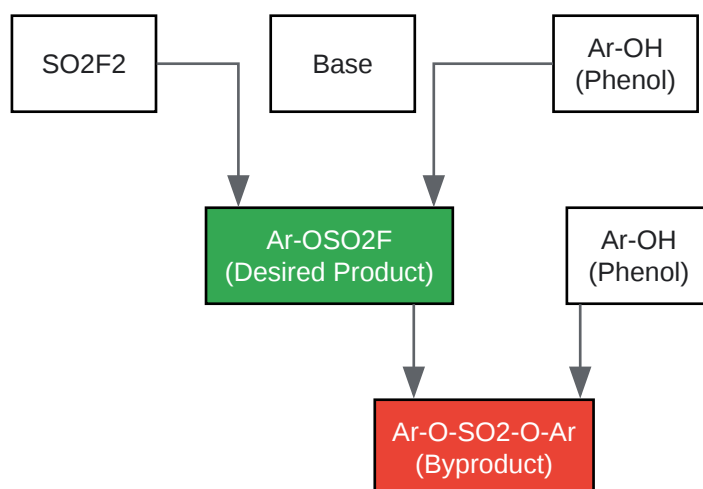 SO2F2
Base
Ar-OH
(Phenol)
Ar-OSO2F
(Desired Product)
Ar-OH
(Phenol)
Ar-O-SO2-O-Ar
(Byproduct)